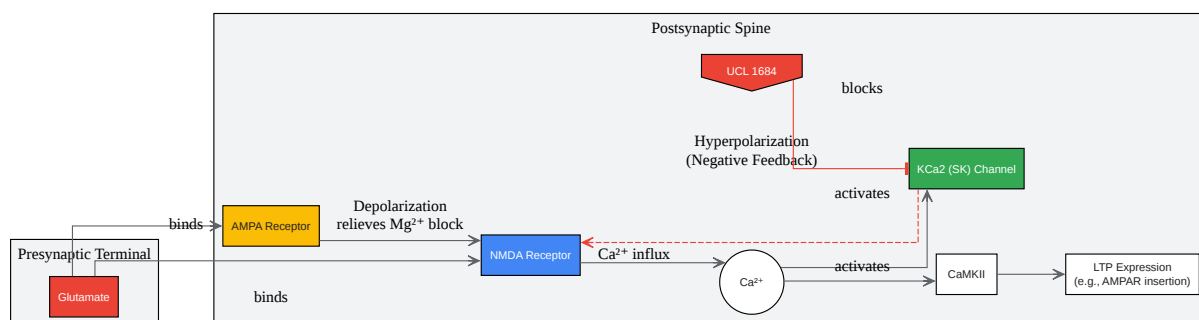 Postsynaptic Spine
UCL 1684
blocks
Hyperpolarization
(Negative Feedback)
KCa2 (SK) Channel
activates
Depolarization
relieves Mg²⁺ block
binds
AMPA Receptor
Presynaptic Terminal
NMDA Receptor
Ca²⁺ influx
activates
Ca²⁺
CaMKII
LTP Expression
(e.g., AMPAR insertion)
Glutamate
binds